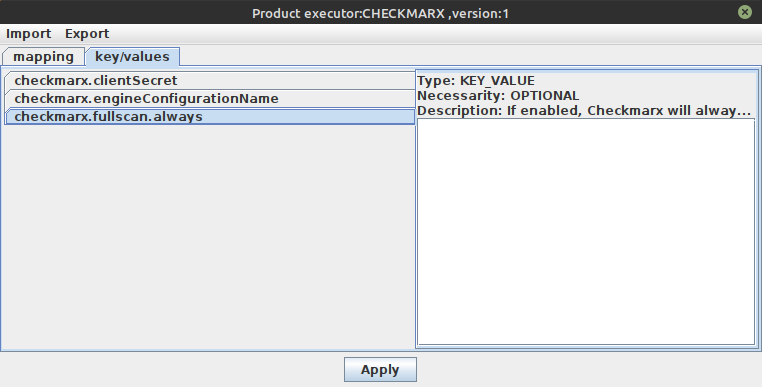 Product executor:CHECKMARX ,version:1
Import Export
mapping key/values
checkmarx.clientSecret
checkmarx.engineConfigurationName
checkmarx.fullscan.always
Type: KEY_VALUE
Necessarity: OPTIONAL
Description: If enabled, Checkmarx will alway...
Apply